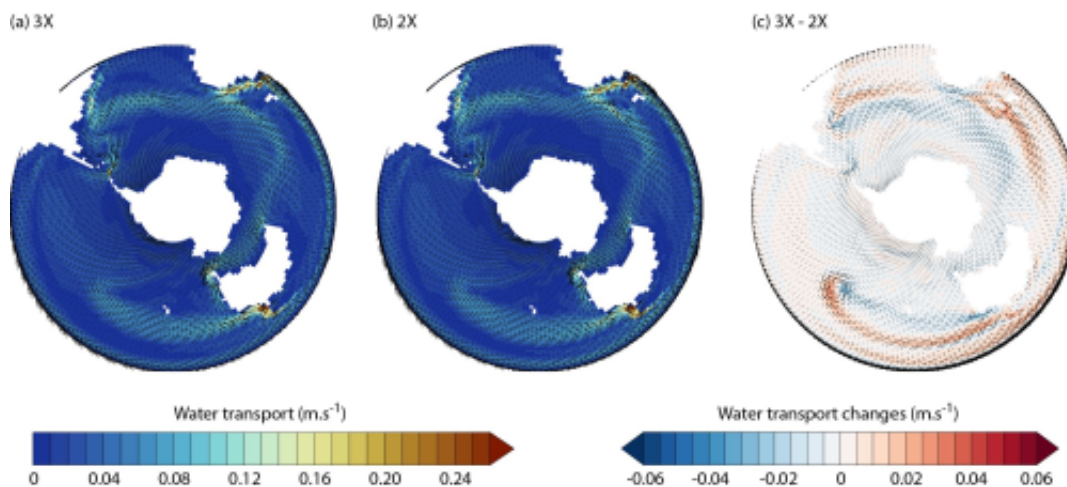 (a) 3X (b) 2X (c) 3X - 2X
Water transport (m.s⁻¹) Water transport changes (m.s⁻¹)
0 0.04 0.08 0.12 0.16 0.20 0.24 -0.06 -0.04 -0.02 0 0.02 0.04 0.06